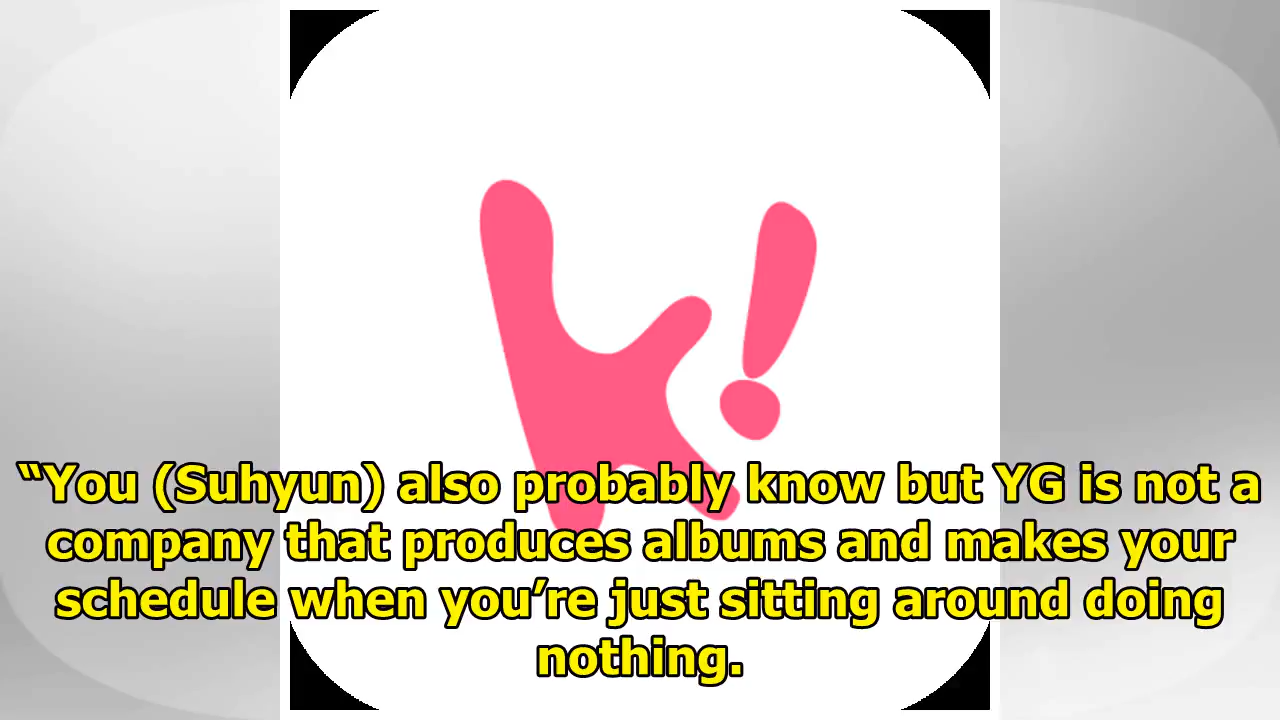 k!
“You (Suhyun) also probably know but YG is not a
company that produces albums and makes your
schedule when you’re just sitting around doing
nothing.